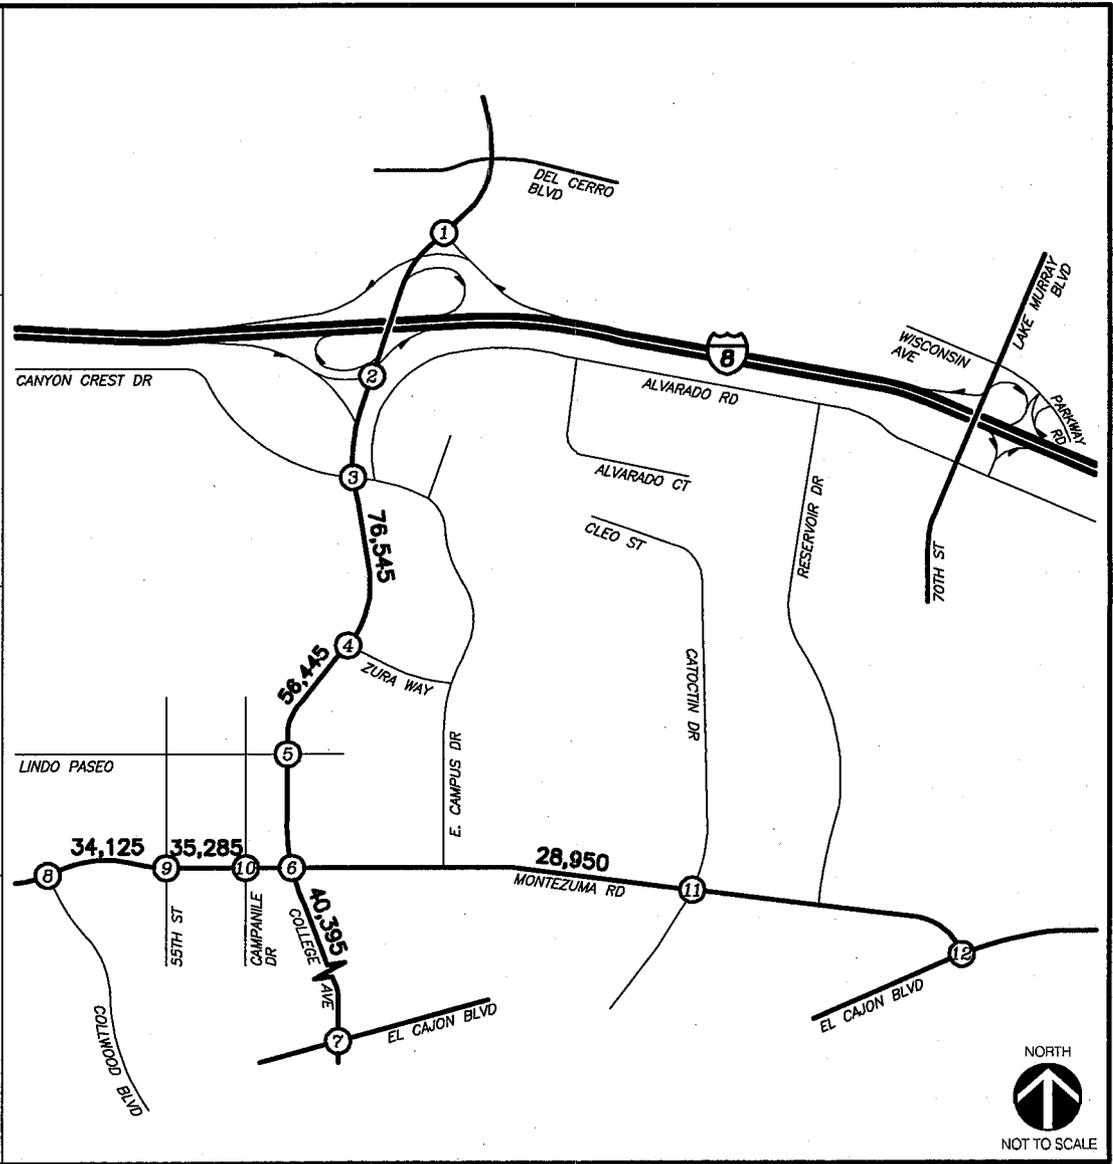 DEL CERRO
BLVD
1
LAKE MURRAY
BLVD
WISCONSIN
AVE
8
2
CANYON CREST DR
ALVARADO RD
PARKWAY
RD
3
ALVARADO CT
76,545
CLEO ST
RESERVOIR DR
70TH ST
4
56,445
ZURA WAY
CATOCTIN DR
5
LINDO PASEO
E. CAMPUS DR
34,125
35,285
28,950
8
9
10
6
MONTEZUMA RD
11
55TH ST
CAMPANILE
DR
40,395
COLLEGE
AVE
12
EL CAJON BLVD
7
EL CAJON BLVD
COLLWOOD BLVD
NORTH
NOT TO SCALE